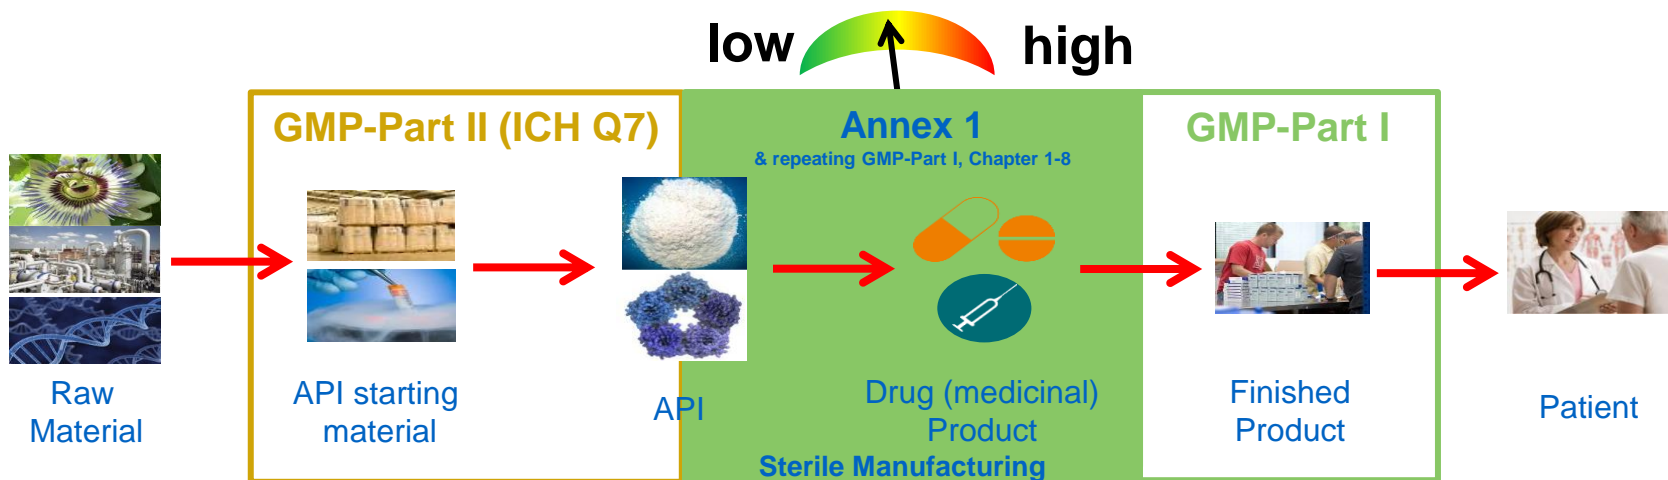 low high
GMP-Part II (ICH Q7)
Annex 1
& repeating GMP-Part I, Chapter 1-8
GMP-Part I
Raw
Material
API starting
material
API
Drug (medicinal)
Product
Sterile Manufacturing
Finished
Product
Patient